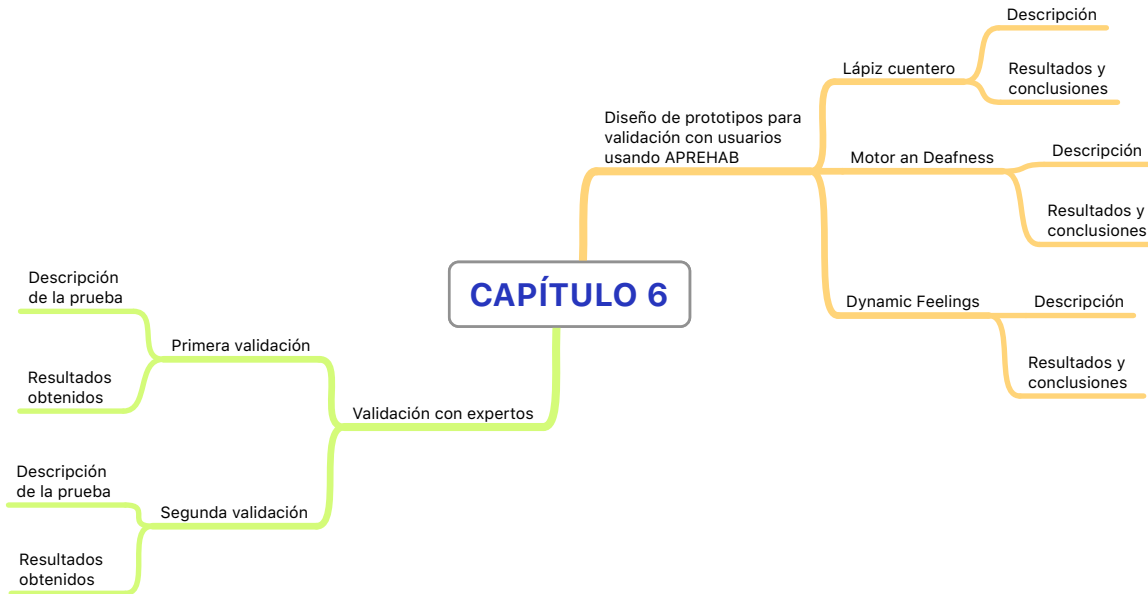 CAPÍTULO 6
Diseño de prototipos para
validación con usuarios
usando APREHAB
Lápiz cuentero
Descripción
Resultados y
conclusiones
Motor an Deafness
Descripción
Resultados y
conclusiones
Dynamic Feelings
Descripción
Resultados y
conclusiones
Validación con expertos
Primera validación
Descripción
de la prueba
Resultados
obtenidos
Segunda validación
Descripción
de la prueba
Resultados
obtenidos